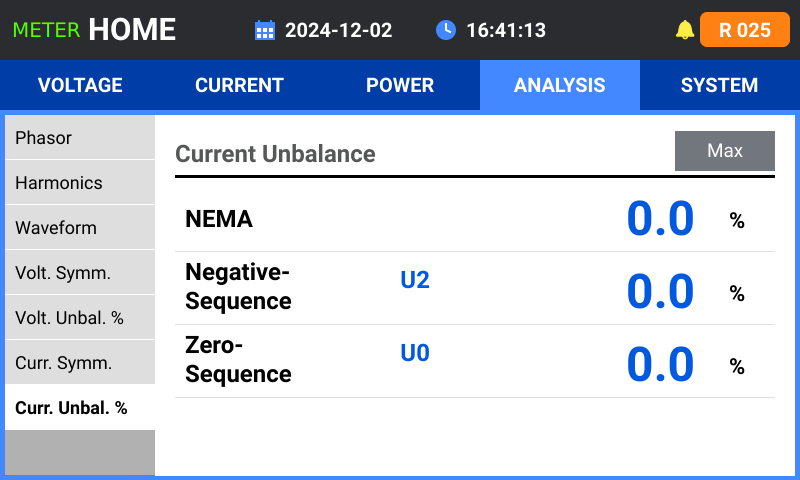 METER HOME 2024-12-02 16:41:13 R 025
VOLTAGE CURRENT POWER ANALYSIS SYSTEM
Phasor
Harmonics
Waveform
Volt. Symm.
Volt. Unbal. %
Curr. Symm.
Curr. Unbal. %
Current Unbalance Max
NEMA 0.0 %
Negative-
Sequence U2 0.0 %
Zero-
Sequence U0 0.0 %